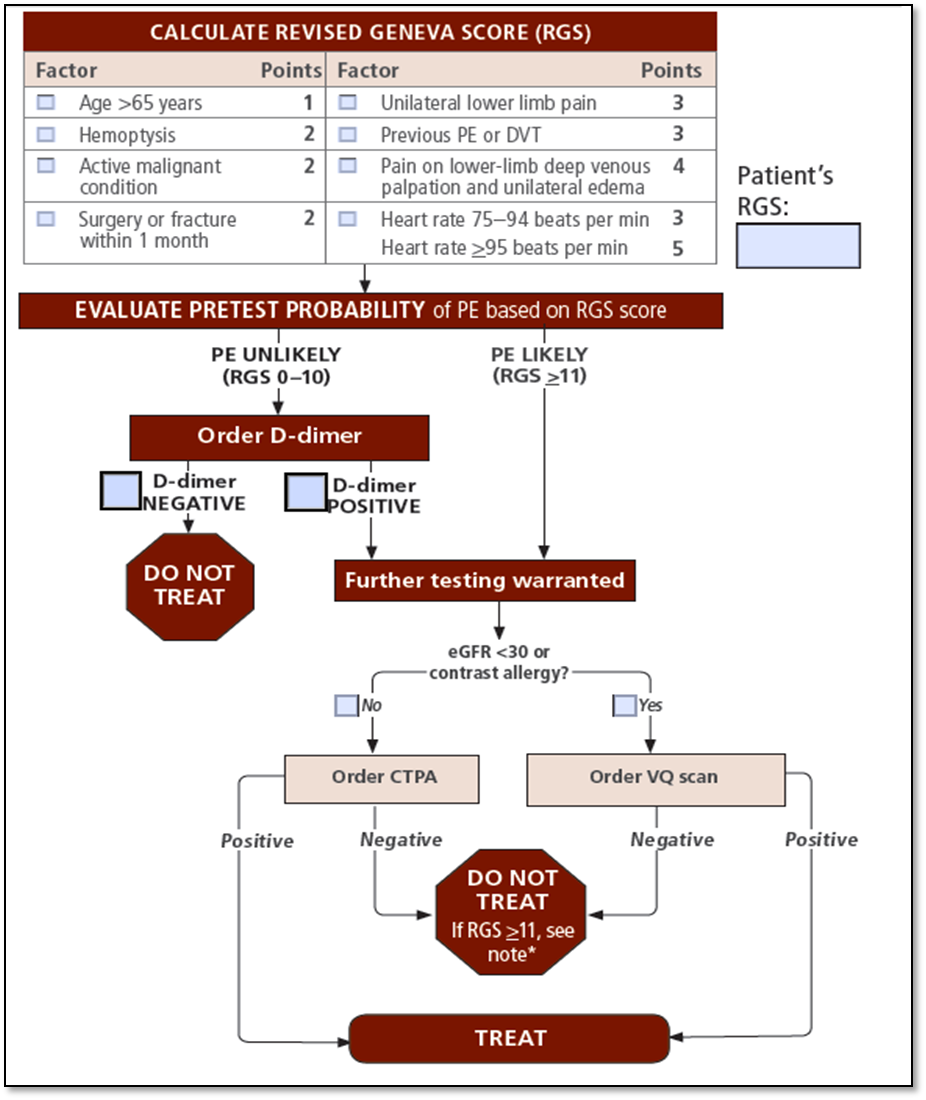 CALCULATE REVISED GENEVA SCORE (RGS)
Factor Points Factor Points
Age >65 years 1 Unilateral lower limb pain 3
Hemoptysis 2 Previous PE or DVT 3
Active malignant condition 2 Pain on lower-limb deep venous palpation and unilateral edema 4
Surgery or fracture within 1 month 2 Heart rate 75–94 beats per min 3
Heart rate ≥95 beats per min 5
Patient's
RGS:
EVALUATE PRETEST PROBABILITY of PE based on RGS score
PE UNLIKELY
(RGS 0–10)
PE LIKELY
(RGS ≥11)
Order D-dimer
D-dimer
NEGATIVE
D-dimer
POSITIVE
DO NOT
TREAT
Further testing warranted
eGFR <30 or
contrast allergy?
No
Yes
Order CTPA
Order VQ scan
Positive
Negative
Negative
Positive
DO NOT
TREAT
If RGS ≥11, see
note*
TREAT